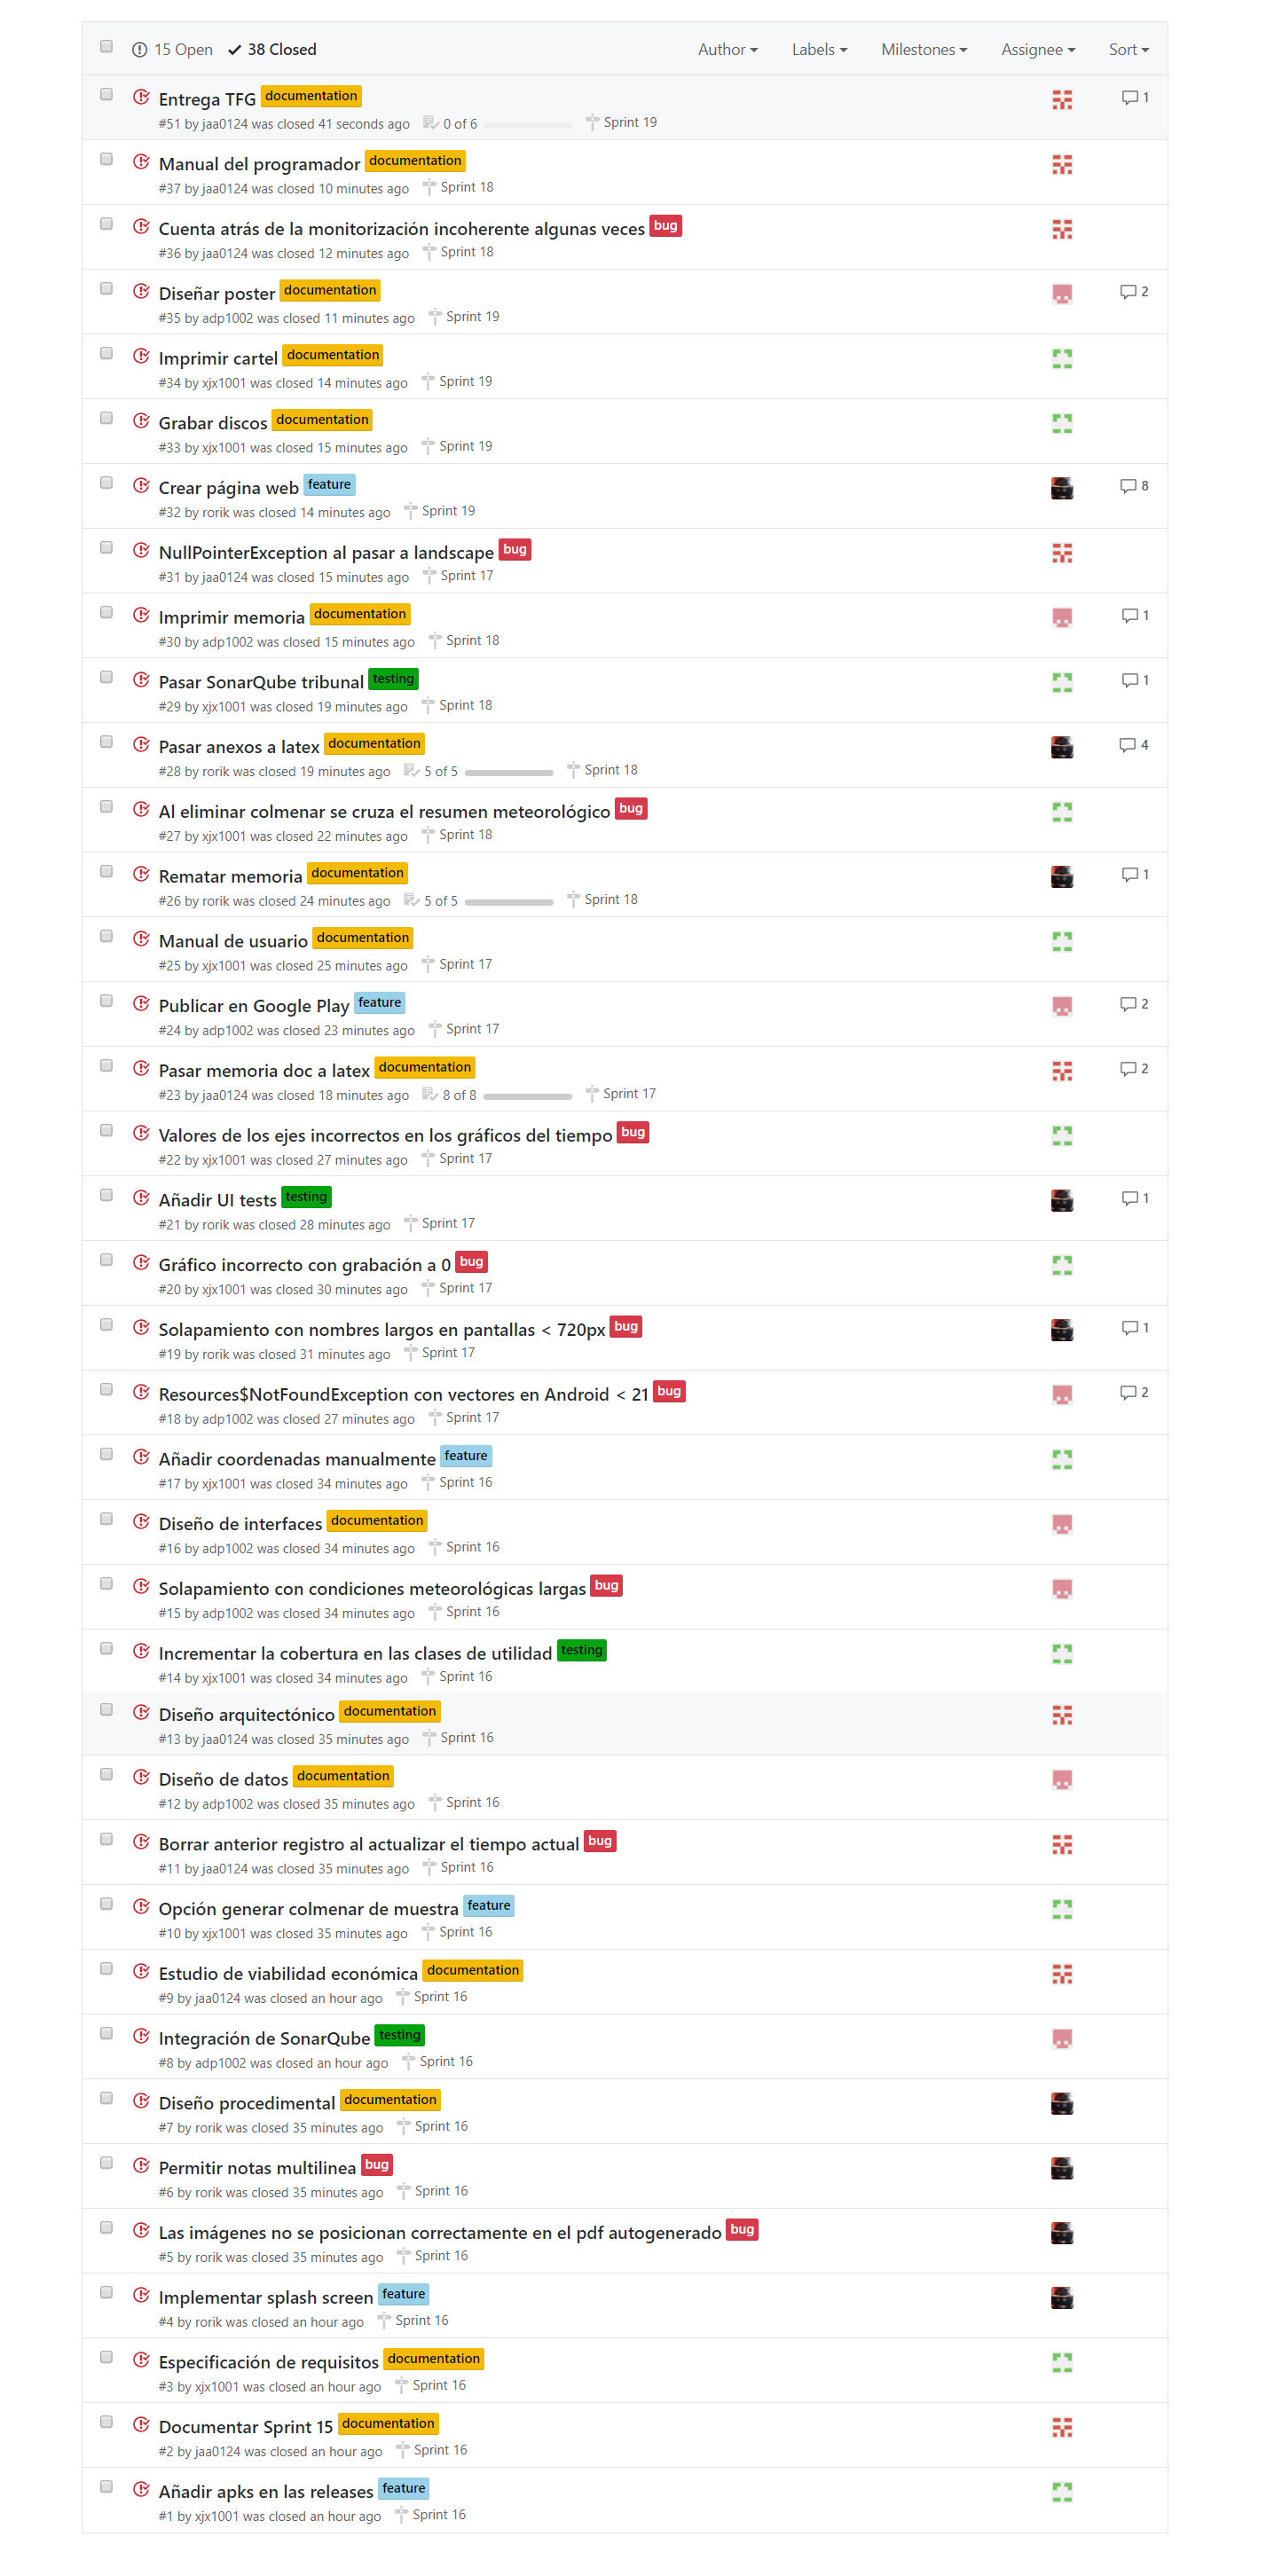 15 Open 38 Closed Author Labels Milestones Assignee Sort
Entrega TFG documentation 1
#51 by jaa0124 was closed 41 seconds ago 0 of 6 Sprint 19
Manual del programador documentation
#37 by jaa0124 was closed 10 minutes ago Sprint 18
Cuenta atrás de la monitorización incoherente algunas veces bug
#36 by jaa0124 was closed 12 minutes ago Sprint 18
Diseñar poster documentation 2
#35 by adp1002 was closed 11 minutes ago Sprint 19
Imprimir cartel documentation
#34 by xjx1001 was closed 14 minutes ago Sprint 19
Grabar discos documentation
#33 by xjx1001 was closed 15 minutes ago Sprint 19
Crear página web feature 8
#32 by rorik was closed 14 minutes ago Sprint 19
NullPointerException al pasar a landscape bug
#31 by jaa0124 was closed 15 minutes ago Sprint 17
Imprimir memoria documentation 1
#30 by adp1002 was closed 15 minutes ago Sprint 18
Pasar SonarQube tribunal testing 1
#29 by xjx1001 was closed 19 minutes ago Sprint 18
Pasar anexos a latex documentation 4
#28 by rorik was closed 19 minutes ago 5 of 5 Sprint 18
Al eliminar colmenar se cruza el resumen meteorológico bug
#27 by xjx1001 was closed 22 minutes ago Sprint 18
Rematar memoria documentation 1
#26 by rorik was closed 24 minutes ago 5 of 5 Sprint 18
Manual de usuario documentation
#25 by xjx1001 was closed 25 minutes ago Sprint 17
Publicar en Google Play feature 2
#24 by adp1002 was closed 23 minutes ago Sprint 17
Pasar memoria doc a latex documentation 2
#23 by jaa0124 was closed 18 minutes ago 8 of 8 Sprint 17
Valores de los ejes incorrectos en los gráficos del tiempo bug
#22 by xjx1001 was closed 27 minutes ago Sprint 17
Añadir UI tests testing 1
#21 by rorik was closed 28 minutes ago Sprint 17
Gráfico incorrecto con grabación a 0 bug
#20 by xjx1001 was closed 30 minutes ago Sprint 17
Solapamiento con nombres largos en pantallas < 720px bug 1
#19 by rorik was closed 31 minutes ago Sprint 17
Resources$NotFoundException con vectores en Android < 21 bug 2
#18 by adp1002 was closed 27 minutes ago Sprint 17
Añadir coordenadas manualmente feature
#17 by xjx1001 was closed 34 minutes ago Sprint 16
Diseño de interfaces documentation
#16 by adp1002 was closed 34 minutes ago Sprint 16
Solapamiento con condiciones meteorológicas largas bug
#15 by adp1002 was closed 34 minutes ago Sprint 16
Incrementar la cobertura en las clases de utilidad testing
#14 by xjx1001 was closed 34 minutes ago Sprint 16
Diseño arquitectónico documentation
#13 by jaa0124 was closed 35 minutes ago Sprint 16
Diseño de datos documentation
#12 by adp1002 was closed 35 minutes ago Sprint 16
Borrar anterior registro al actualizar el tiempo actual bug
#11 by jaa0124 was closed 35 minutes ago Sprint 16
Opción generar colmenar de muestra feature
#10 by xjx1001 was closed 35 minutes ago Sprint 16
Estudio de viabilidad económica documentation
#9 by jaa0124 was closed an hour ago Sprint 16
Integración de SonarQube testing
#8 by adp1002 was closed an hour ago Sprint 16
Diseño procedimental documentation
#7 by rorik was closed 35 minutes ago Sprint 16
Permitir notas multilinea bug
#6 by rorik was closed 35 minutes ago Sprint 16
Las imágenes no se posicionan correctamente en el pdf autogenerado bug
#5 by rorik was closed 35 minutes ago Sprint 16
Implementar splash screen feature
#4 by rorik was closed an hour ago Sprint 16
Especificación de requisitos documentation
#3 by xjx1001 was closed an hour ago Sprint 16
Documentar Sprint 15 documentation
#2 by jaa0124 was closed an hour ago Sprint 16
Añadir apks en las releases feature
#1 by xjx1001 was closed an hour ago Sprint 16